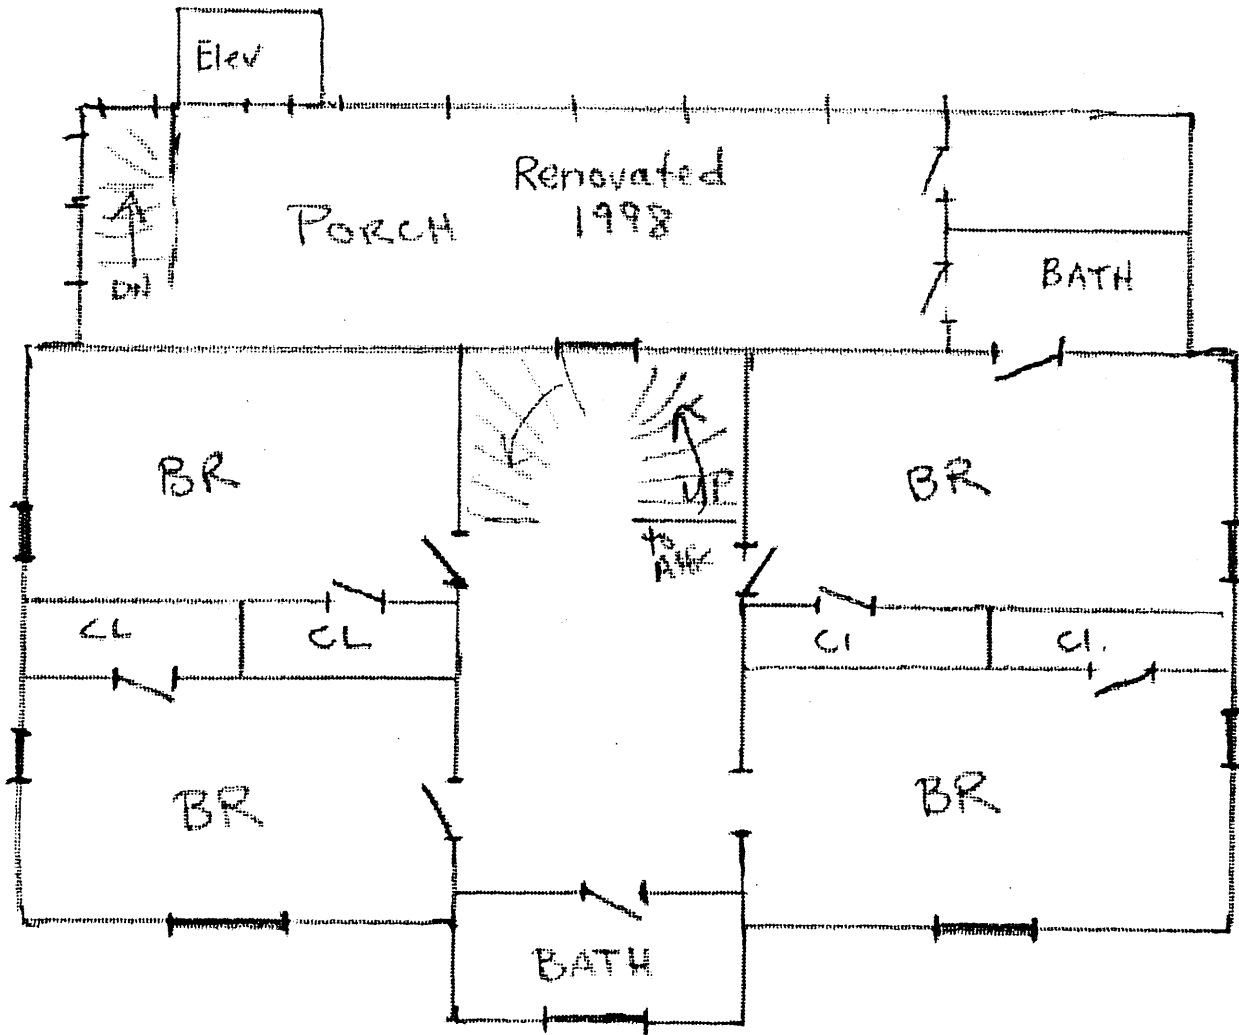 Elev
Renovated
1998
PORCH
DN
BATH
BR
BR
UP
to
Attic
CL
CL
Cl
Cl.
BR
BR
BATH